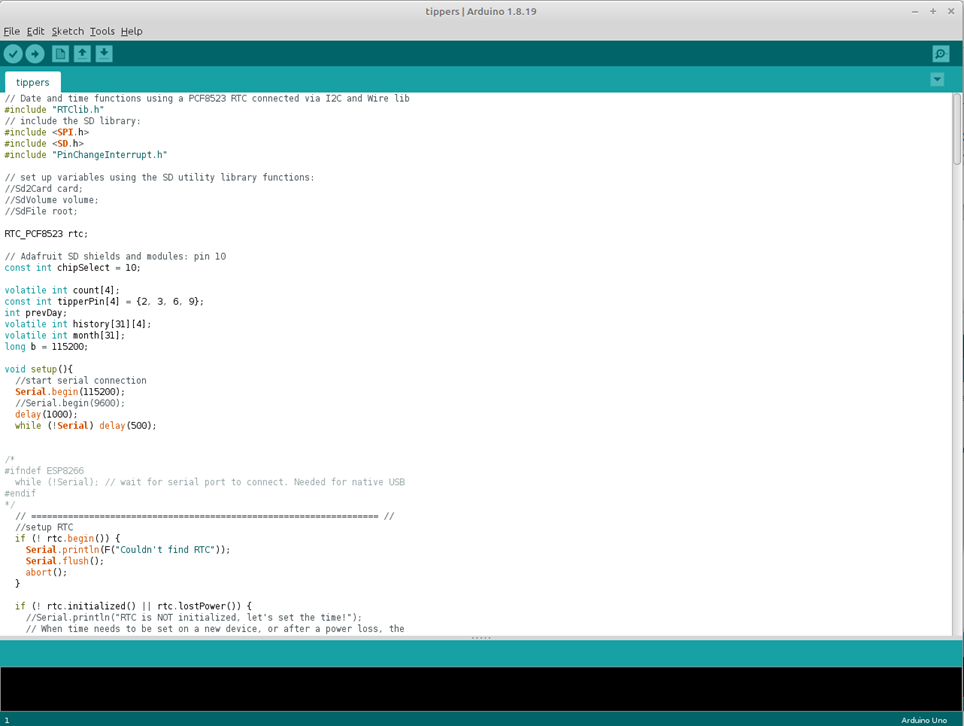 tippers | Arduino 1.8.19
File Edit Sketch Tools Help
tippers
// Date and time functions using a PCF8523 RTC connected via I2C and Wire lib
#include "RTClib.h"
// include the SD library:
#include <SPI.h>
#include <SD.h>
#include "PinChangeInterrupt.h"
// set up variables using the SD utility library functions:
//Sd2Card card;
//SdVolume volume;
//SdFile root;
RTC_PCF8523 rtc;
// Adafruit SD shields and modules: pin 10
const int chipSelect = 10;
volatile int count[4];
const int tipperPin[4] = {2, 3, 6, 9};
int prevDay;
volatile int history[31][4];
volatile int month[31];
long b = 115200;
void setup(){
//start serial connection
Serial.begin(115200);
//Serial.begin(9600);
delay(1000);
while (!Serial) delay(500);
/*
#ifndef ESP8266
while (!Serial); // wait for serial port to connect. Needed for native USB
#endif
*/
// ================================================================== //
//setup RTC
if (! rtc.begin()) {
Serial.println(F("Couldn't find RTC"));
Serial.flush();
abort();
}
if (! rtc.initialized() || rtc.lostPower()) {
//Serial.println("RTC is NOT initialized, let's set the time!");
// When time needs to be set on a new device, or after a power loss, the
1
Arduino Uno